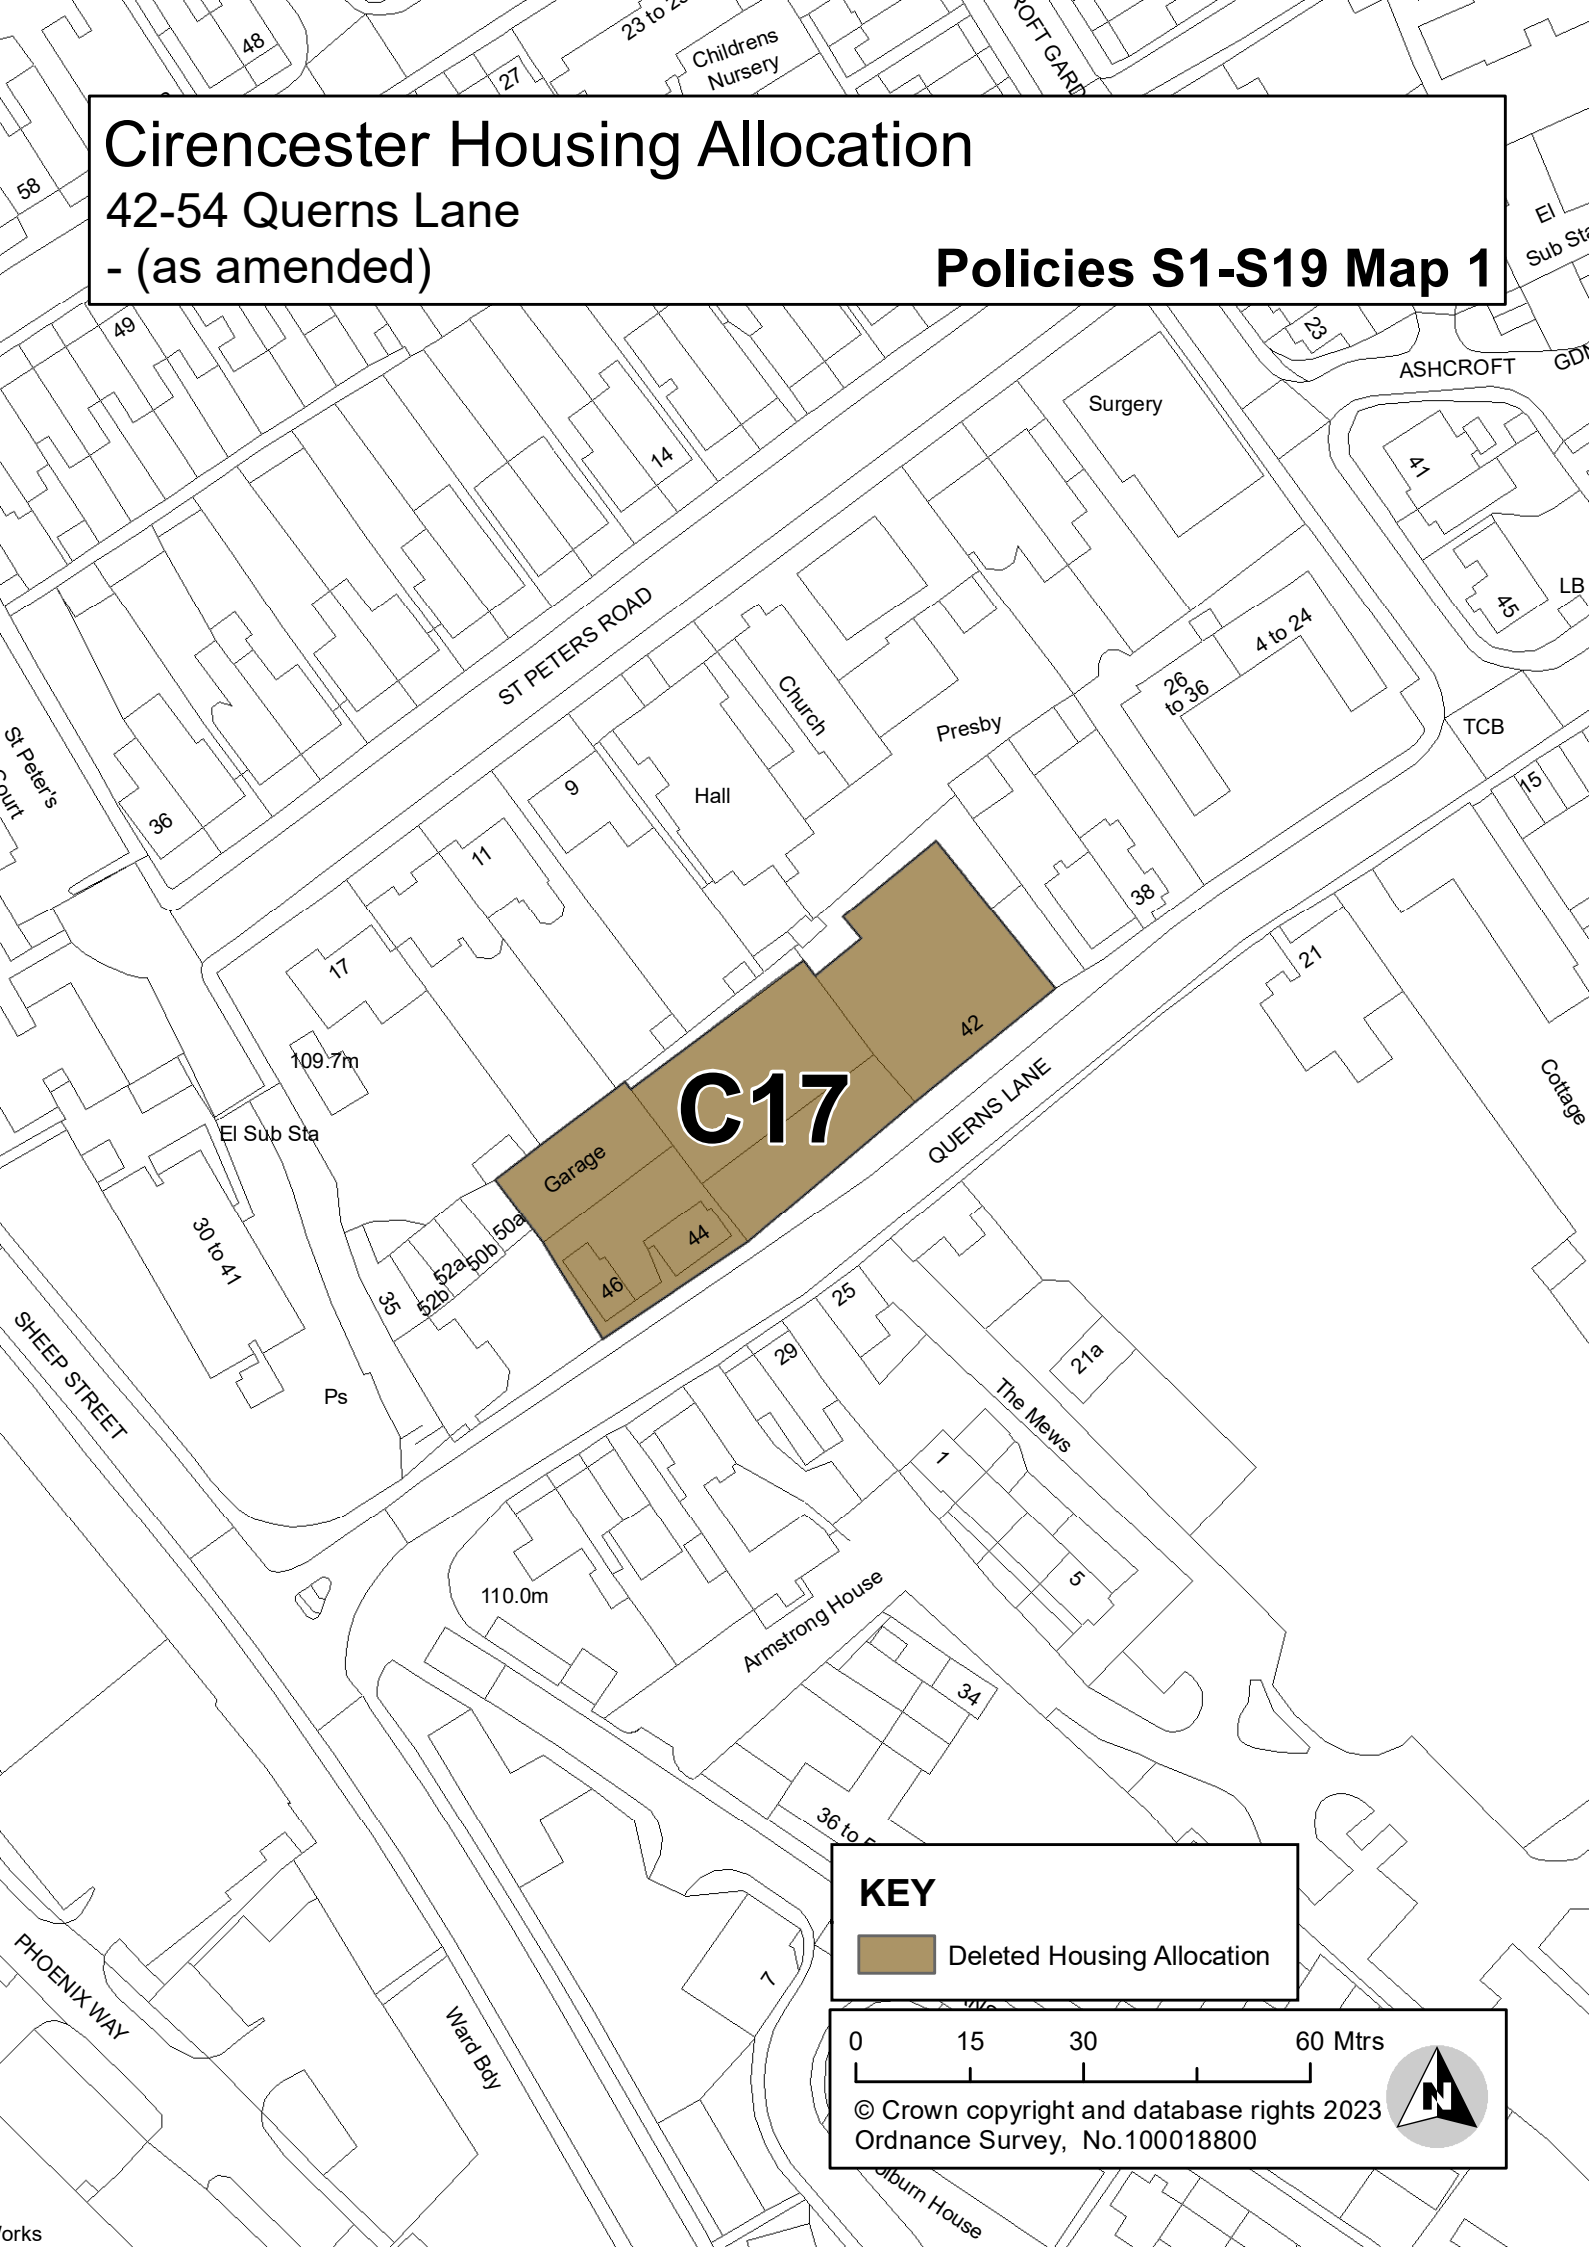 48
27
Childrens
Nursery
58
Cirencester Housing Allocation
42-54 Querns Lane
- (as amended)
Policies S1-S19 Map 1
El
49
23
ASHCROFT
Surgery
14
41
45
LB
ST PETERS ROAD
4 to 24
26
to 36
Church
Presby
TCB
St Peter's
36
9
Hall
15
11
38
17
21
42
109.7m
C17
QUERNS LANE
Cottage
El Sub Sta
Garage
50a
50b
52a
52b
35
30 to 41
44
46
25
SHEEP STREET
29
21a
Ps
The Mews
1
110.0m
5
Armstrong House
34
36 to
KEY
Deleted Housing Allocation
PHOENIX WAY
7
Ward Bdy
0 15 30 60 Mtrs
N
© Crown copyright and database rights 2023
Ordnance Survey, No.100018800
House